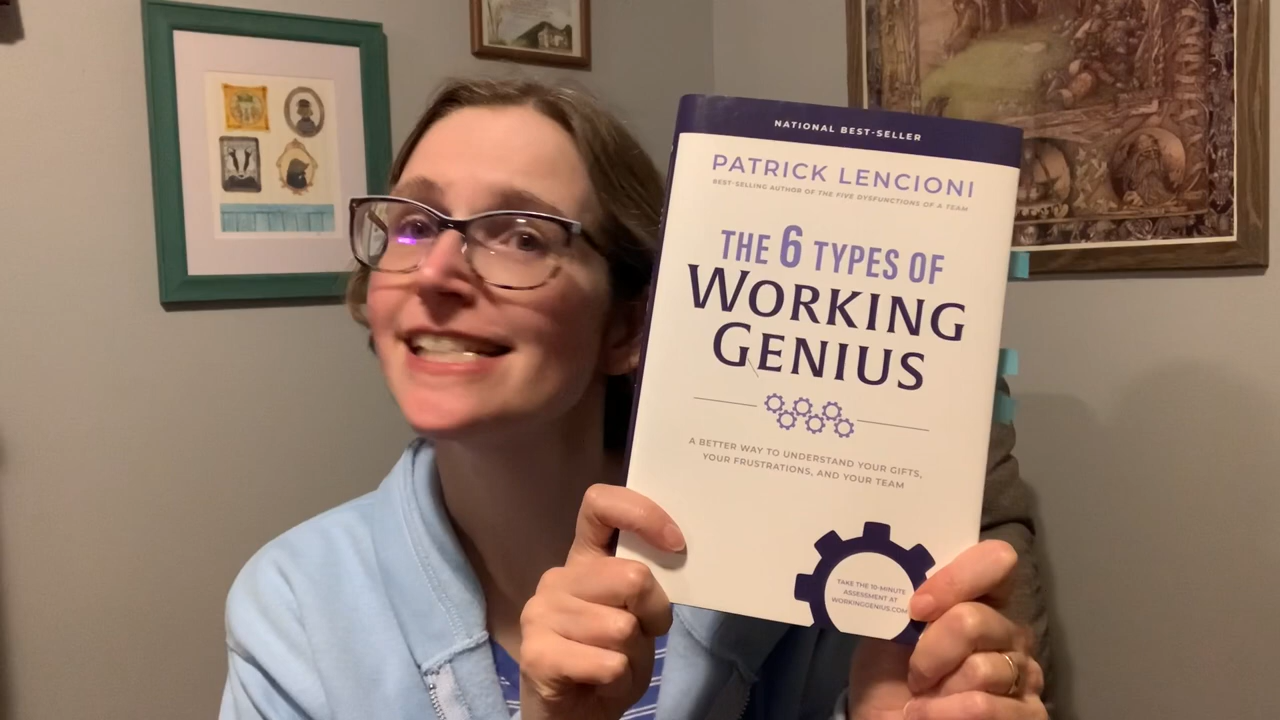 NATIONAL BEST-SELLER
PATRICK LENCIONI
BEST-SELLING AUTHOR OF THE FIVE DYSFUNCTIONS OF A TEAM
THE 6 TYPES OF
WORKING
GENIUS
A BETTER WAY TO UNDERSTAND YOUR GIFTS,
YOUR FRUSTRATIONS, AND YOUR TEAM
TAKE THE 10-MINUTE
ASSESSMENT AT
WORKINGGENIUS.COM